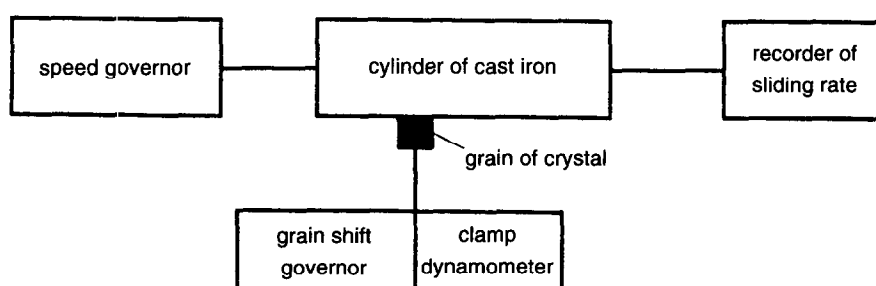 speed governor
cylinder of cast iron
recorder of
sliding rate
grain of crystal
grain shift
governor
clamp
dynamometer